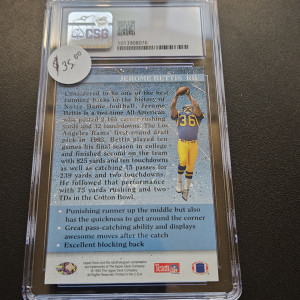 CSG
1013908016
$35.00
JEROME BETTIS RB
Considered to be one of the best
running backs in the history of
Notre Dame football, Jerome
Bettis is a two-time All-American
who gained 2,165 career rushing
yards and 32 touchdowns. The Los
Angeles Rams' first-round draft
pick in 1993, Bettis played ten
games his final season in college
and finished second on the team
with 825 yards and ten touchdowns
as well as catching 15 passes for
239 yards and two touchdowns.
He followed that performance
with 75 yards rushing and two
TDs in the Cotton Bowl.
• Punishing runner up the middle but also
has the quickness to get around the corner
• Great pass-catching ability and displays
awesome moves after the catch
• Excellent blocking back